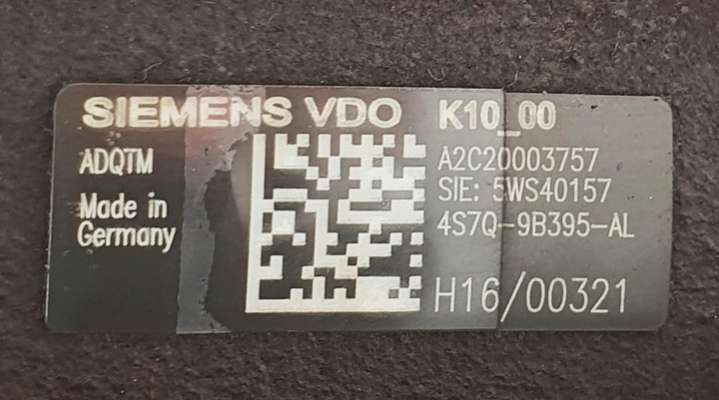 SIEMENS VDO K10_00
ADQTM
A2C20003757
SIE: 5WS40157
Made in
Germany
4S7Q-9B395-AL
H16/00321